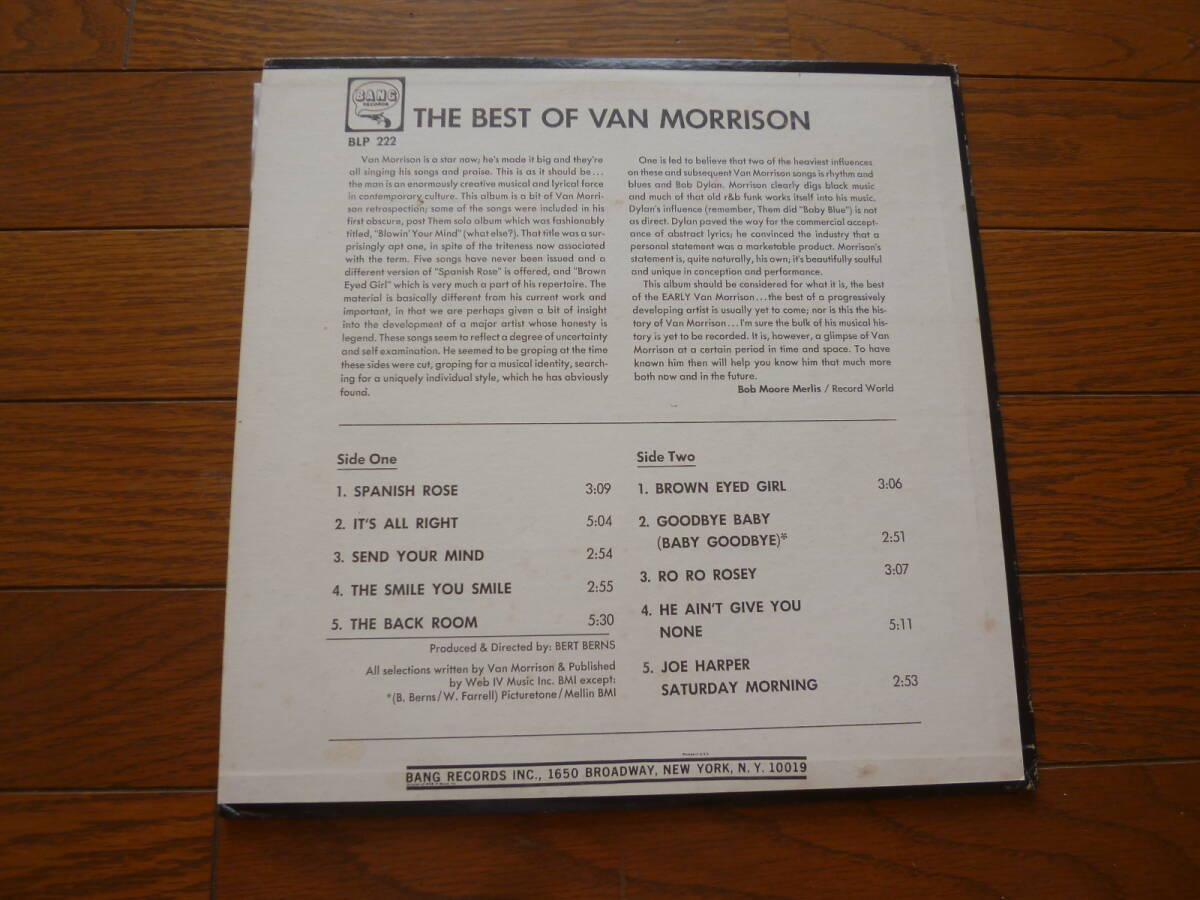 BANG
RECORDS
THE BEST OF VAN MORRISON
BLP 222
Van Morrison is a star now; he's made it big and they're
all singing his songs and praise. This is as it should be...
the man is an enormously creative musical and lyrical force
in contemporary culture. This album is a bit of Van Morri-
son retrospection; some of the songs were included in his
first obscure, post Them solo album which was fashionably
titled, "Blowin' Your Mind" (what else?). That title was a sur-
prisingly apt one, in spite of the triteness now associated
with the term. Five songs have never been issued and a
different version of "Spanish Rose" is offered, and "Brown
Eyed Girl" which is very much a part of his repertoire. The
material is basically different from his current work and
important, in that we are perhaps given a bit of insight
into the development of a major artist whose honesty is
legend. These songs seem to reflect a degree of uncertainty
and self examination. He seemed to be groping at the time
these sides were cut, groping for a musical identity, search-
ing for a uniquely individual style, which he has obviously
found.
One is led to believe that two of the heaviest influences
on these and subsequent Van Morrison songs is rhythm and
blues and Bob Dylan. Morrison clearly digs black music
and much of that old r&b funk works itself into his music.
Dylan's influence (remember, Them did "Baby Blue") is not
as direct. Dylan paved the way for the commercial accept-
ance of abstract lyrics; he convinced the industry that a
personal statement was a marketable product. Morrison's
statement is, quite naturally, his own; it's beautifully soulful
and unique in conception and performance.
This album should be considered for what it is, the best
of the EARLY Van Morrison...the best of a progressively
developing artist is usually yet to come; nor is this the his-
tory of Van Morrison...I'm sure the bulk of his musical his-
tory is yet to be recorded. It is, however, a glimpse of Van
Morrison at a certain period in time and space. To have
known him then will help you know him that much more
both now and in the future.
Bob Moore Merlis / Record World
Side One
1. SPANISH ROSE 3:09
2. IT'S ALL RIGHT 5:04
3. SEND YOUR MIND 2:54
4. THE SMILE YOU SMILE 2:55
5. THE BACK ROOM 5:30
Produced & Directed by: BERT BERNS
All selections written by Van Morrison & Published
by Web IV Music Inc. BMI except:
*(B. Berns/W. Farrell) Picturetone/Mellin BMI
Side Two
1. BROWN EYED GIRL 3:06
2. GOODBYE BABY
(BABY GOODBYE)* 2:51
3. RO RO ROSEY 3:07
4. HE AIN'T GIVE YOU
NONE 5:11
5. JOE HARPER
SATURDAY MORNING 2:53
BANG RECORDS INC., 1650 BROADWAY, NEW YORK, N. Y. 10019